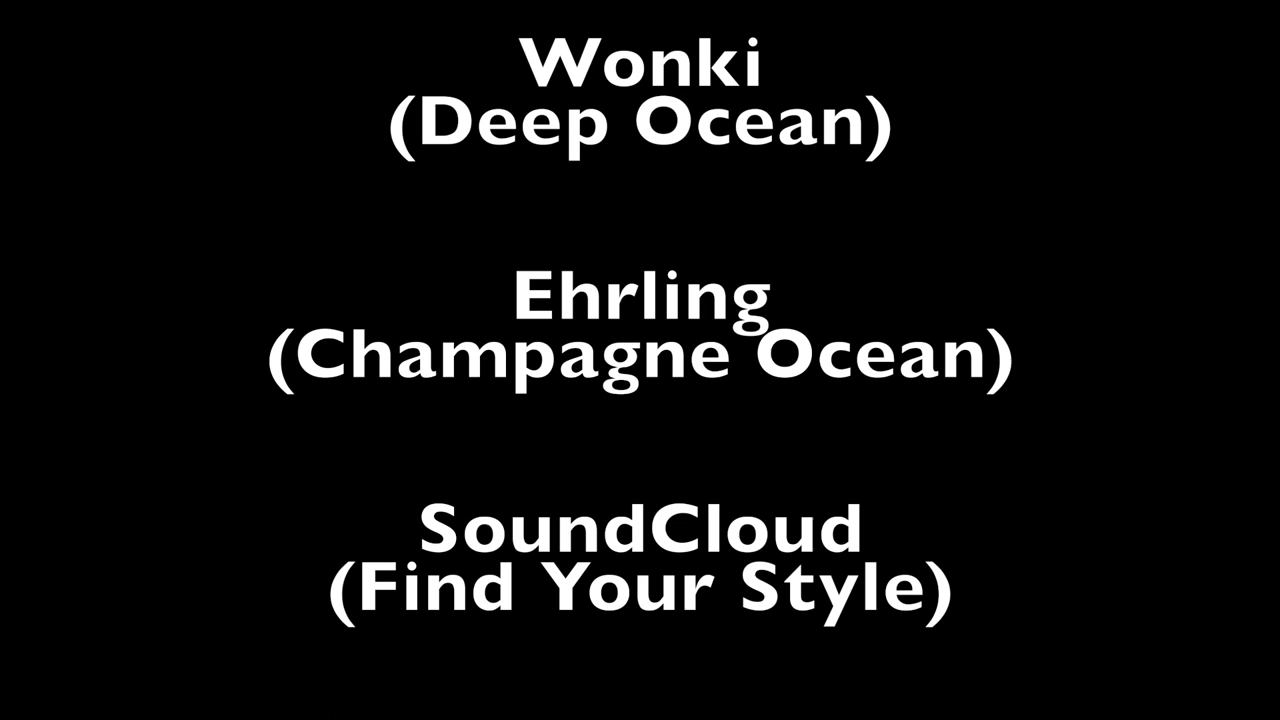 Wonki
(Deep Ocean)
Ehrling
(Champagne Ocean)
SoundCloud
(Find Your Style)